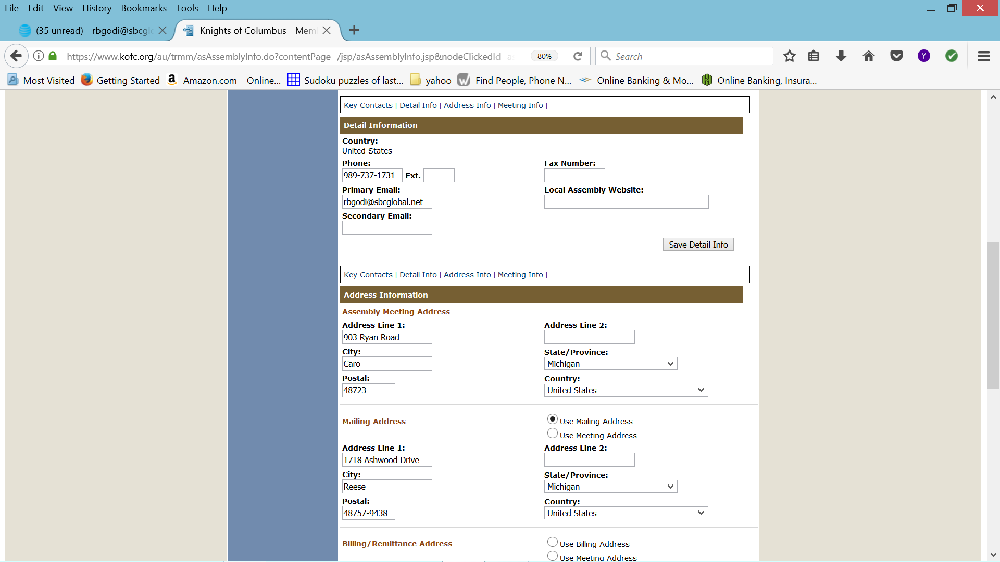 File Edit View History Bookmarks Tools Help
(35 unread) - rbgodi@sbcgl Knights of Columbus - Mem
https://www.kofc.org/au/trmm/asAssemblyInfo.do?contentPage=/jsp/asAssemblyInfo.jsp&nodeClickedId=a 80% Search Y
Most Visited Getting Started a Amazon.com – Online... Sudoku puzzles of last... yahoo W Find People, Phone N... Online Banking & Mo... Online Banking, Insura...
Key Contacts | Detail Info | Address Info | Meeting Info |
Detail Information
Country:
United States
Phone: Fax Number:
989-737-1731 Ext.
Primary Email: Local Assembly Website:
rbgodi@sbcglobal.net
Secondary Email:
Save Detail Info
Key Contacts | Detail Info | Address Info | Meeting Info |
Address Information
Assembly Meeting Address
Address Line 1: Address Line 2:
903 Ryan Road
City: State/Province:
Caro Michigan
Postal: Country:
48723 United States
Mailing Address Use Mailing Address
Use Meeting Address
Address Line 1: Address Line 2:
1718 Ashwood Drive
City: State/Province:
Reese Michigan
Postal: Country:
48757-9438 United States
Billing/Remittance Address Use Billing Address
Use Meeting Address